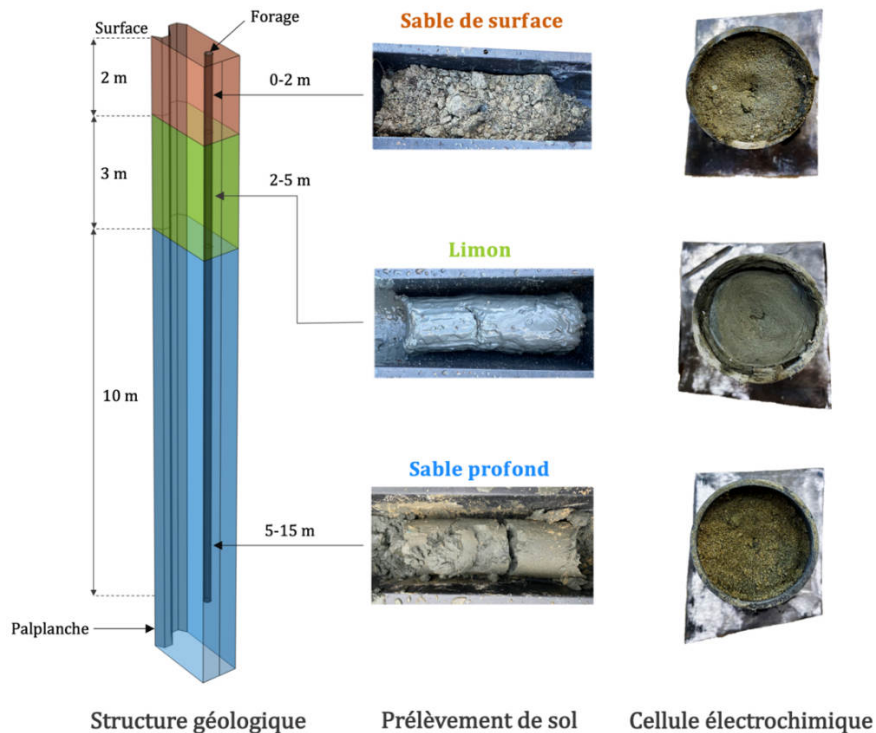 Forage
Surface
Sable de surface
2 m
0-2 m
3 m
2-5 m
Limon
10 m
Sable profond
5-15 m
Palplanche
Structure géologique
Prélèvement de sol
Cellule électrochimique